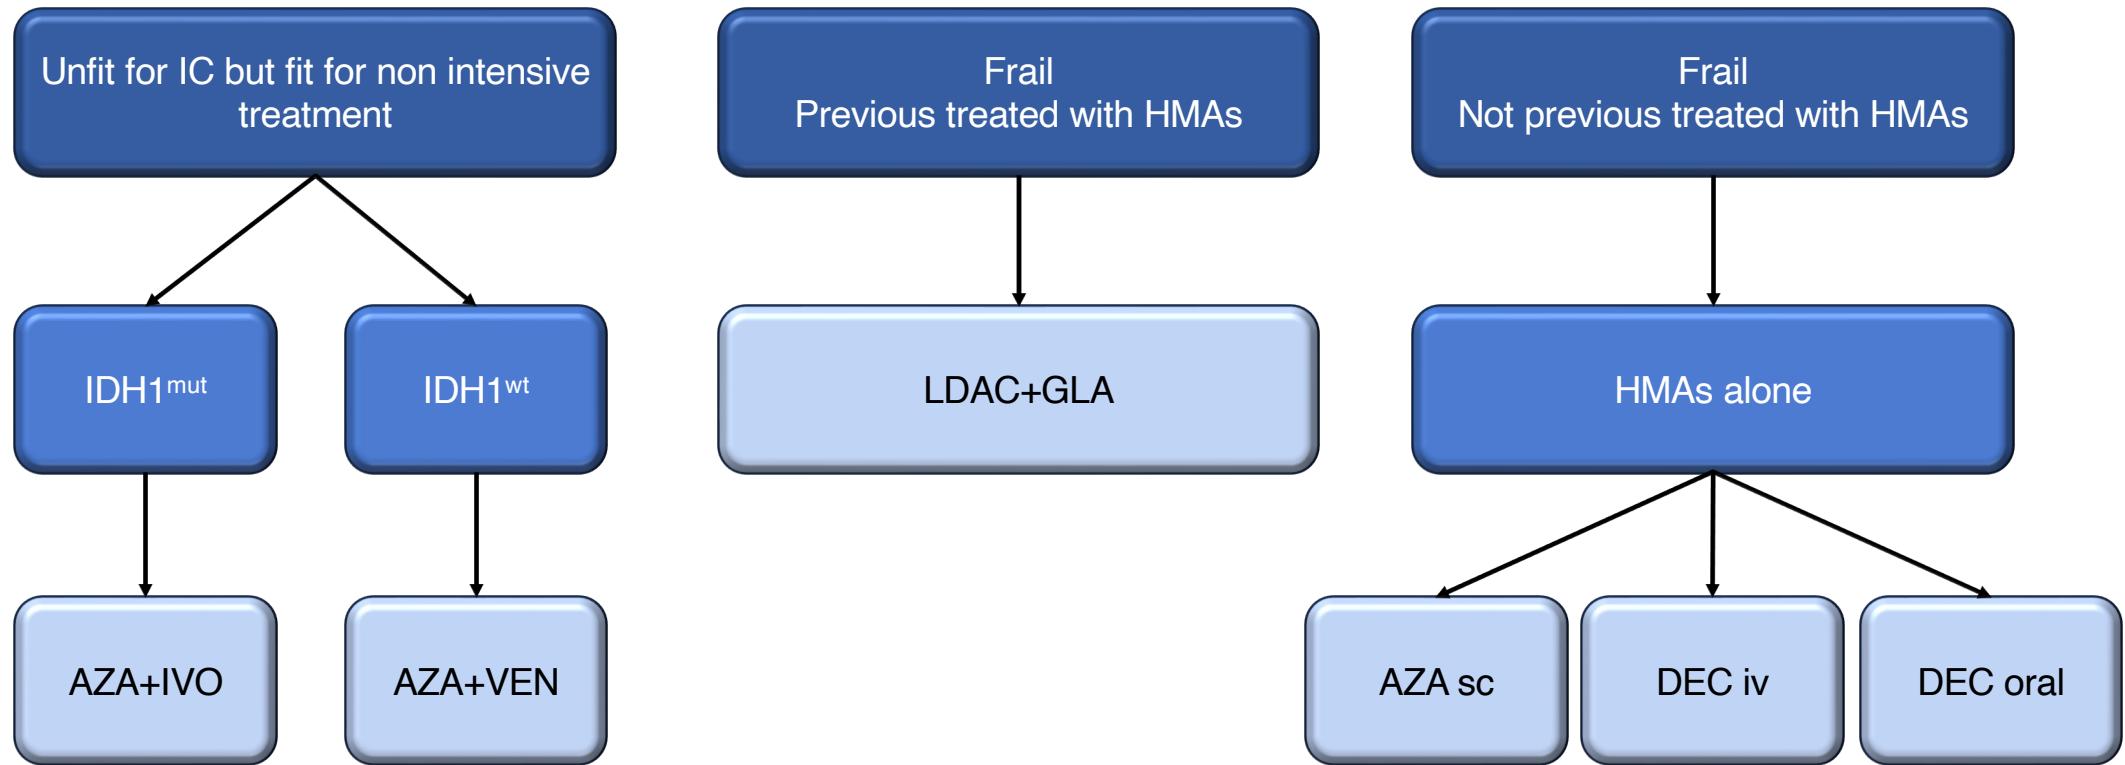 Unfit for IC but fit for non intensive
treatment
Frail
Previous treated with HMAs
Frail
Not previous treated with HMAs
IDH1ᵐᵘᵗ
IDH1ʷᵗ
LDAC+GLA
HMAs alone
AZA+IVO
AZA+VEN
AZA sc
DEC iv
DEC oral